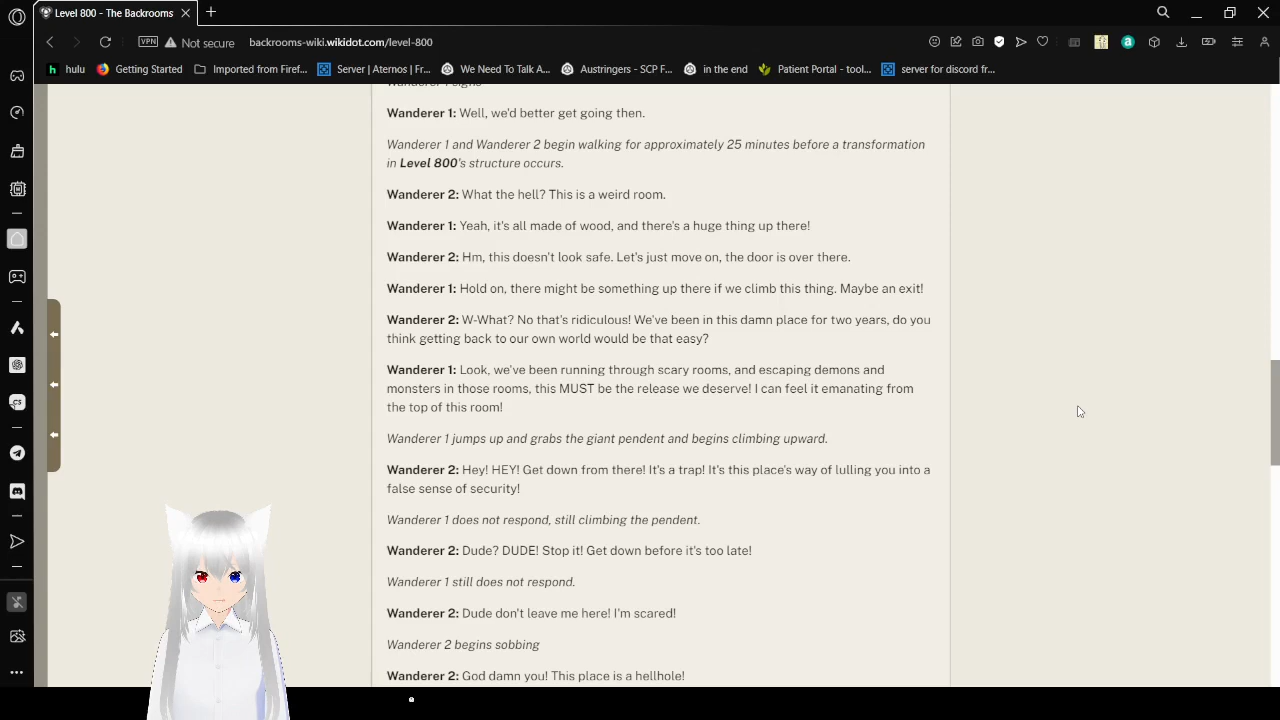 Level 800 - The Backrooms
VPN
Not secure
backrooms-wiki.wikidot.com/level-800
h hulu
Getting Started
Imported from Firef...
Server | Aternos | Fr...
We Need To Talk A...
Austringers - SCP F...
in the end
Patient Portal - tool...
server for discord fr...
Wanderer 1: Well, we'd better get going then.
Wanderer 1 and Wanderer 2 begin walking for approximately 25 minutes before a transformation
in Level 800's structure occurs.
Wanderer 2: What the hell? This is a weird room.
Wanderer 1: Yeah, it's all made of wood, and there's a huge thing up there!
Wanderer 2: Hm, this doesn't look safe. Let's just move on, the door is over there.
Wanderer 1: Hold on, there might be something up there if we climb this thing. Maybe an exit!
Wanderer 2: W-What? No that's ridiculous! We've been in this damn place for two years, do you
think getting back to our own world would be that easy?
Wanderer 1: Look, we've been running through scary rooms, and escaping demons and
monsters in those rooms, this MUST be the release we deserve! I can feel it emanating from
the top of this room!
Wanderer 1 jumps up and grabs the giant pendent and begins climbing upward.
Wanderer 2: Hey! HEY! Get down from there! It's a trap! It's this place's way of lulling you into a
false sense of security!
Wanderer 1 does not respond, still climbing the pendent.
Wanderer 2: Dude? DUDE! Stop it! Get down before it's too late!
Wanderer 1 still does not respond.
Wanderer 2: Dude don't leave me here! I'm scared!
Wanderer 2 begins sobbing
Wanderer 2: God damn you! This place is a hellhole!